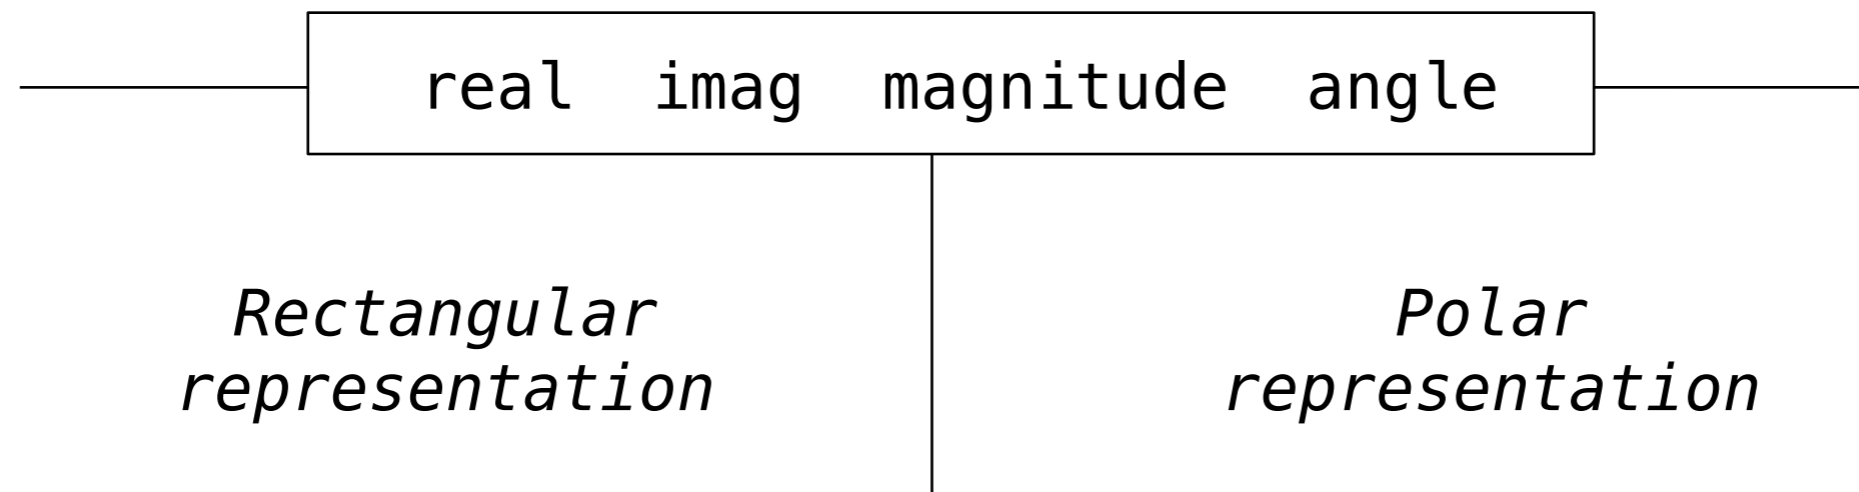 real imag magnitude angle
Rectangular
representation
Polar
representation